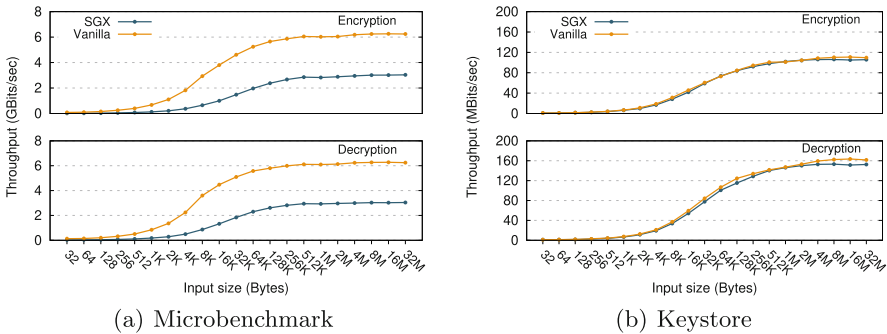 SGX
Vanilla
Encryption
8
6
4
2
0
Decryption
8
6
4
2
0
Throughput (GBits/sec)
32 64 128 256 512 1K 2K 4K 8K 16K 32K 64K 128K 256K 512K 1M 2M 4M 8M 16M 32M
Input size (Bytes)
(a) Microbenchmark
SGX
Vanilla
Encryption
200
160
120
80
40
0
Decryption
200
160
120
80
40
0
Throughput (MBits/sec)
32 64 128 256 512 1K 2K 4K 8K 16K 32K 64K 128K 256K 512K 1M 2M 4M 8M 16M 32M
Input size (Bytes)
(b) Keystore